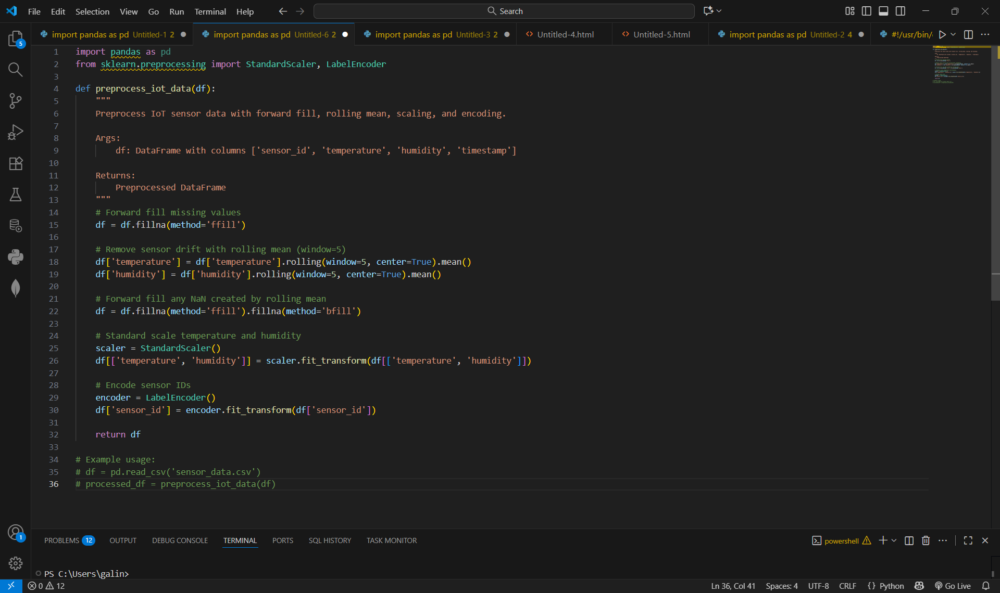 File Edit Selection View Go Run Terminal Help Search
5 import pandas as pd Untitled-1 2 import pandas as pd Untitled-6 2 import pandas as pd Untitled-3 2 Untitled-4.html Untitled-5.html import pandas as pd Untitled-2 4 #!/usr/bin/
1 import pandas as pd
2 from sklearn.preprocessing import StandardScaler, LabelEncoder
3
4 def preprocess_iot_data(df):
5 """
6 Preprocess IoT sensor data with forward fill, rolling mean, scaling, and encoding.
7
8 Args:
9 df: DataFrame with columns ['sensor_id', 'temperature', 'humidity', 'timestamp']
10
11 Returns:
12 Preprocessed DataFrame
13 """
14 # Forward fill missing values
15 df = df.fillna(method='ffill')
16
17 # Remove sensor drift with rolling mean (window=5)
18 df['temperature'] = df['temperature'].rolling(window=5, center=True).mean()
19 df['humidity'] = df['humidity'].rolling(window=5, center=True).mean()
20
21 # Forward fill any NaN created by rolling mean
22 df = df.fillna(method='ffill').fillna(method='bfill')
23
24 # Standard scale temperature and humidity
25 scaler = StandardScaler()
26 df[['temperature', 'humidity']] = scaler.fit_transform(df[['temperature', 'humidity']])
27
28 # Encode sensor IDs
29 encoder = LabelEncoder()
30 df['sensor_id'] = encoder.fit_transform(df['sensor_id'])
31
32 return df
33
34 # Example usage:
35 # df = pd.read_csv('sensor_data.csv')
36 # processed_df = preprocess_iot_data(df)
1
PROBLEMS 12 OUTPUT DEBUG CONSOLE TERMINAL PORTS SQL HISTORY TASK MONITOR powershell
PS C:\Users\galin>
0 12 Ln 36, Col 41 Spaces: 4 UTF-8 CRLF {} Python Go Live